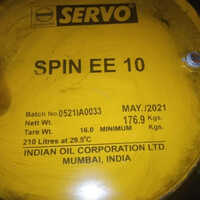 SERVO
SPIN EE 10
Batch No.0521IA0033 MAY./2021
Nett Wt. 176.9 Kgs.
Tare Wt. 16.0 MINIMUM Kgs.
210 Litres at 29.5°C
INDIAN OIL CORPORATION LTD.
MUMBAI, INDIA